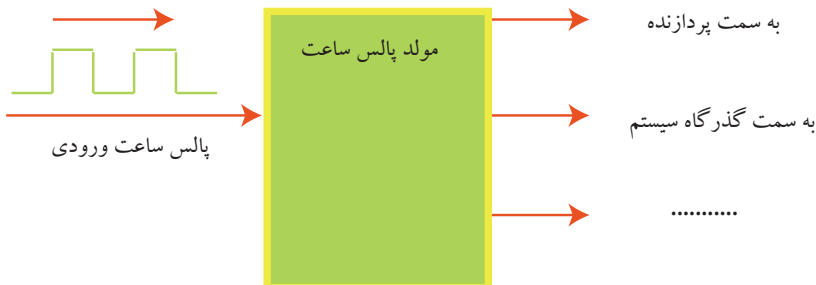 به سمت پردازنده
مولد پالس ساعت
به سمت گذرگاه سیستم
پالس ساعت ورودی
...........